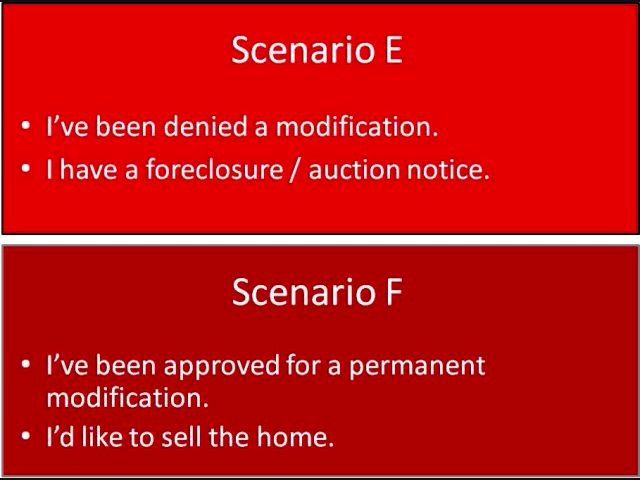 Scenario E
• I’ve been denied a modification.
• I have a foreclosure / auction notice.
Scenario F
• I’ve been approved for a permanent
modification.
• I’d like to sell the home.